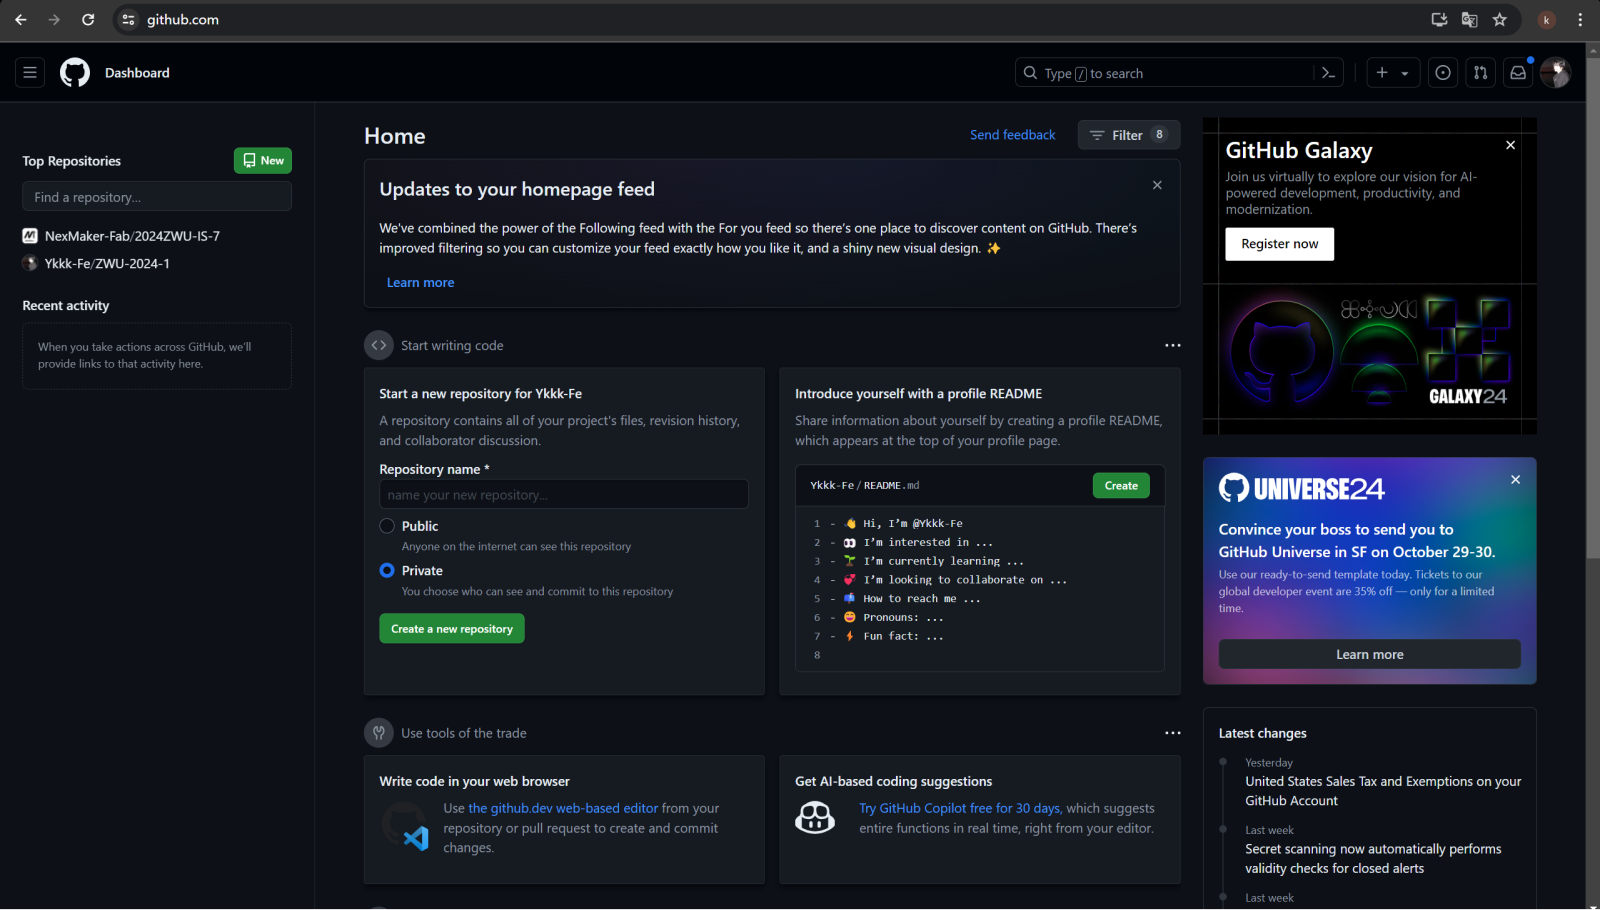 github.com
k
Dashboard
Type / to search
Home
Send feedback
Filter 8
Top Repositories
New
Find a repository...
NexMaker-Fab/2024ZWU-IS-7
Ykkk-Fe/ZWU-2024-1
Recent activity
When you take actions across GitHub, we'll
provide links to that activity here.
Updates to your homepage feed
We've combined the power of the Following feed with the For you feed so there's one place to discover content on GitHub. There's
improved filtering so you can customize your feed exactly how you like it, and a shiny new visual design. ✨
Learn more
Start writing code
Start a new repository for Ykkk-Fe
A repository contains all of your project's files, revision history,
and collaborator discussion.
Repository name *
name your new repository...
Public
Anyone on the internet can see this repository
Private
You choose who can see and commit to this repository
Create a new repository
Introduce yourself with a profile README
Share information about yourself by creating a profile README,
which appears at the top of your profile page.
Ykkk-Fe / README.md
Create
1 - 👋 Hi, I'm @Ykkk-Fe
2 - 👀 I'm interested in ...
3 - 🌱 I'm currently learning ...
4 - 💞️ I'm looking to collaborate on ...
5 - 📫 How to reach me ...
6 - 😄 Pronouns: ...
7 - ⚡ Fun fact: ...
8
Use tools of the trade
Write code in your web browser
Use the github.dev web-based editor from your
repository or pull request to create and commit
changes.
Get AI-based coding suggestions
Try GitHub Copilot free for 30 days, which suggests
entire functions in real time, right from your editor.
GitHub Galaxy
Join us virtually to explore our vision for AI-
powered development, productivity, and
modernization.
Register now
GALAXY24
UNIVERSE24
Convince your boss to send you to
GitHub Universe in SF on October 29-30.
Use our ready-to-send template today. Tickets to our
global developer event are 35% off — only for a limited
time.
Learn more
Latest changes
Yesterday
United States Sales Tax and Exemptions on your
GitHub Account
Last week
Secret scanning now automatically performs
validity checks for closed alerts
Last week